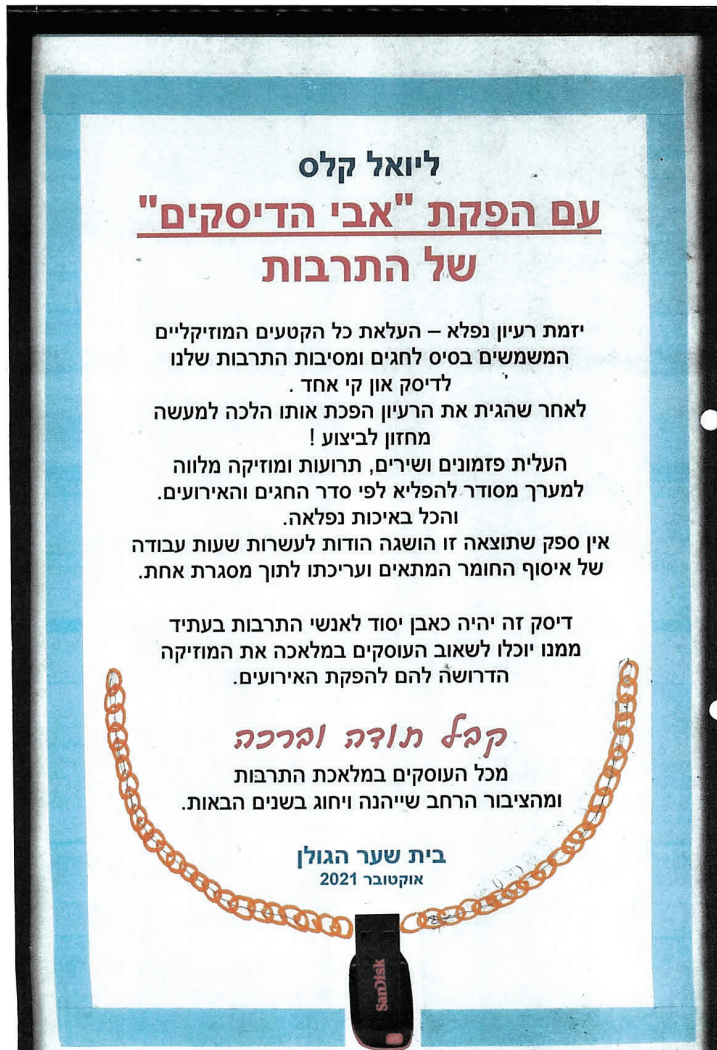 ליואל קלס
עם הפקת "אבי הדיסקים"
של התרבות
יזמת רעיון נפלא – העלאת כל הקטעים המוזיקליים
המשמשים בסיס לחגים ומסיבות התרבות שלנו
לדיסק און קי אחד .
לאחר שהגית את הרעיון הפכת אותו הלכה למעשה
מחזון לביצוע !
העלית פזמונים ושירים, תרועות ומוזיקה מלווה
למערך מסודר להפליא לפי סדר החגים והאירועים.
והכל באיכות נפלאה.
אין ספק שתוצאה זו הושגה הודות לעשרות שעות עבודה
של איסוף החומר המתאים ועריכתו לתוך מסגרת אחת.
דיסק זה יהיה כאבן יסוד לאנשי התרבות בעתיד
ממנו יוכלו לשאוב העוסקים במלאכה את המוזיקה
הדרושה להם להפקת האירועים.
קבל תודה וברכה
מכל העוסקים במלאכת התרבות
ומהציבור הרחב שייהנה ויחוג בשנים הבאות.
בית שער הגולן
אוקטובר 2021
SanDisk